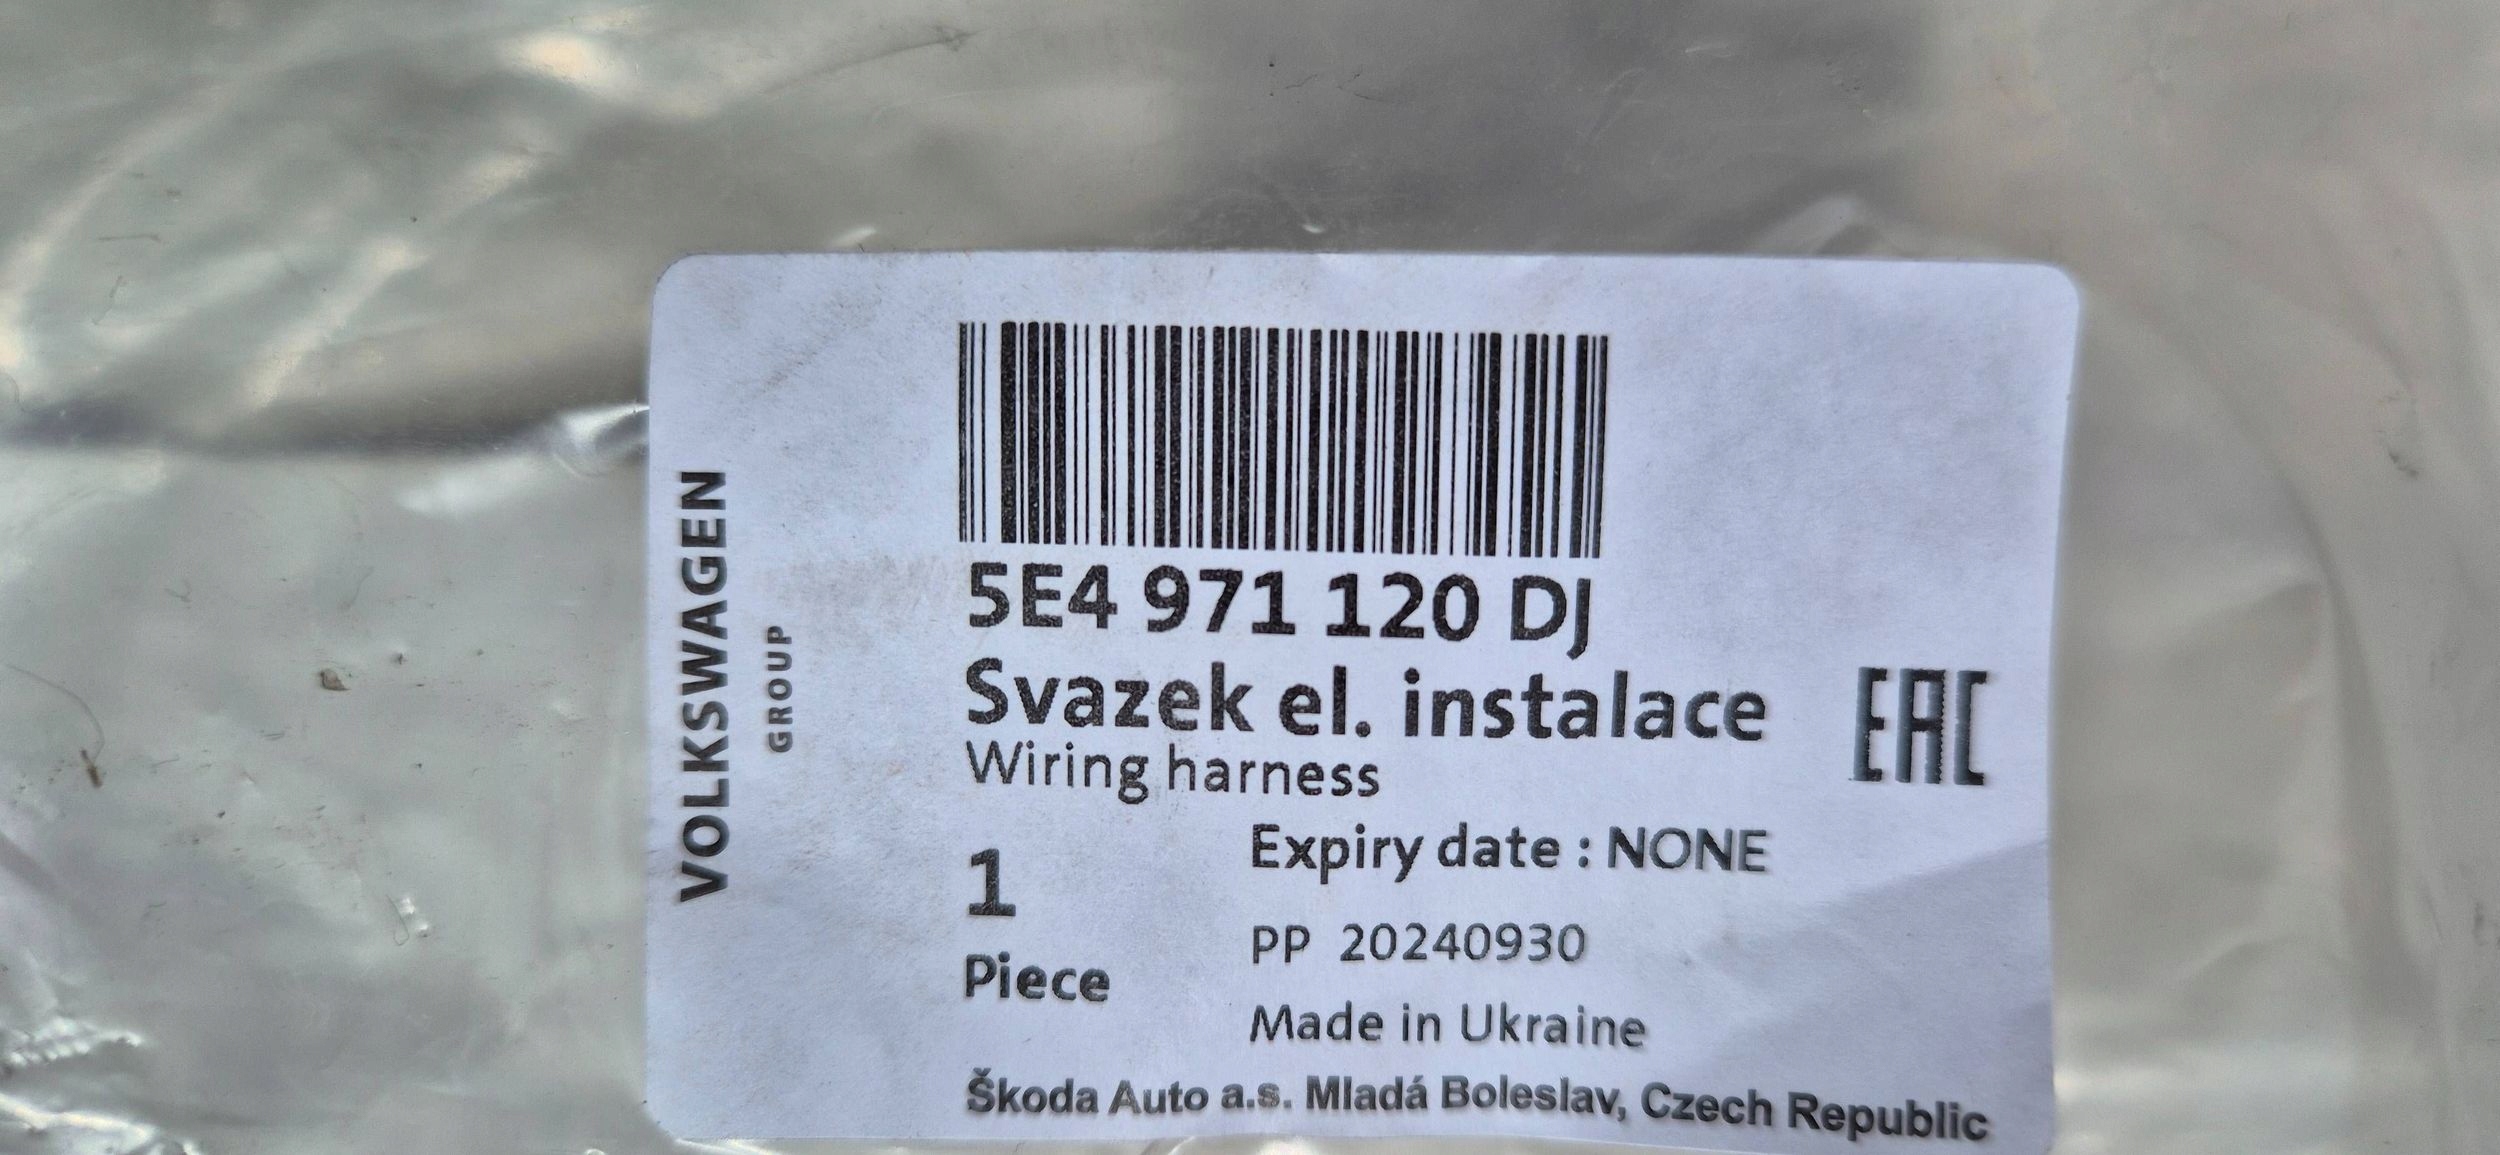 VOLKSWAGEN
GROUP
5E4 971 120 DJ
Svazek el. instalace
Wiring harness
EAC
1
Piece
Expiry date : NONE
PP 20240930
Made in Ukraine
Škoda Auto a.s. Mladá Boleslav, Czech Republic